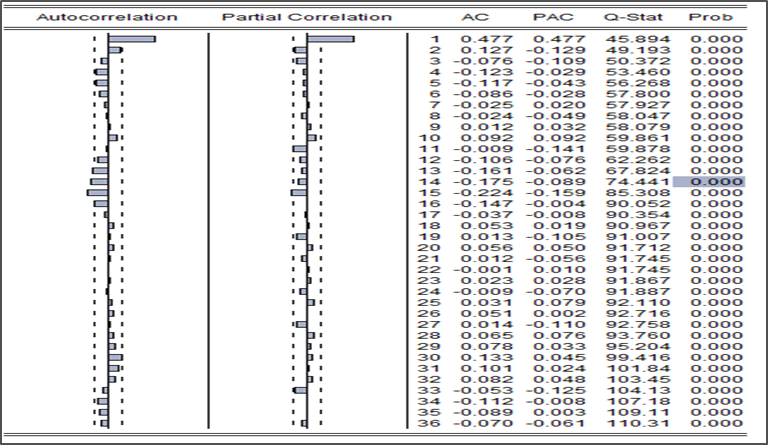 Autocorrelation Partial Correlation AC PAC Q-Stat Prob
1 0.477 0.477 45.894 0.000
2 0.127 -0.129 49.193 0.000
3 -0.076 -0.109 50.372 0.000
4 -0.123 -0.029 53.460 0.000
5 -0.117 -0.043 56.268 0.000
6 -0.086 -0.028 57.800 0.000
7 -0.025 0.020 57.927 0.000
8 -0.024 -0.049 58.047 0.000
9 0.012 0.032 58.079 0.000
10 0.092 0.092 59.861 0.000
11 -0.009 -0.141 59.878 0.000
12 -0.106 -0.076 62.262 0.000
13 -0.161 -0.062 67.824 0.000
14 -0.175 -0.089 74.441 0.000
15 -0.224 -0.159 85.308 0.000
16 -0.147 -0.004 90.052 0.000
17 -0.037 -0.008 90.354 0.000
18 0.053 0.019 90.967 0.000
19 0.013 -0.105 91.007 0.000
20 0.056 0.050 91.712 0.000
21 0.012 -0.056 91.745 0.000
22 -0.001 0.010 91.745 0.000
23 0.023 0.028 91.867 0.000
24 -0.009 -0.070 91.887 0.000
25 0.031 0.079 92.110 0.000
26 0.051 0.002 92.716 0.000
27 0.014 -0.110 92.758 0.000
28 0.065 0.076 93.760 0.000
29 0.078 0.033 95.204 0.000
30 0.133 0.045 99.416 0.000
31 0.101 0.024 101.84 0.000
32 0.082 0.048 103.45 0.000
33 -0.053 -0.125 104.13 0.000
34 -0.112 -0.008 107.18 0.000
35 -0.089 0.003 109.11 0.000
36 -0.070 -0.061 110.31 0.000